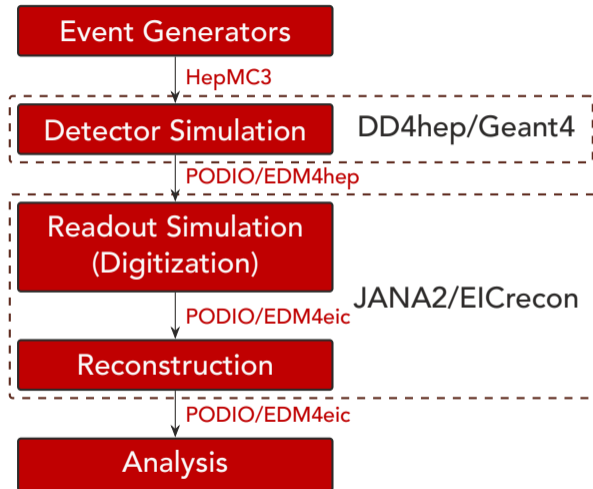 Event Generators
HepMC3
Detector Simulation
DD4hep/Geant4
PODIO/EDM4hep
Readout Simulation
(Digitization)
JANA2/EICrecon
PODIO/EDM4eic
Reconstruction
PODIO/EDM4eic
Analysis